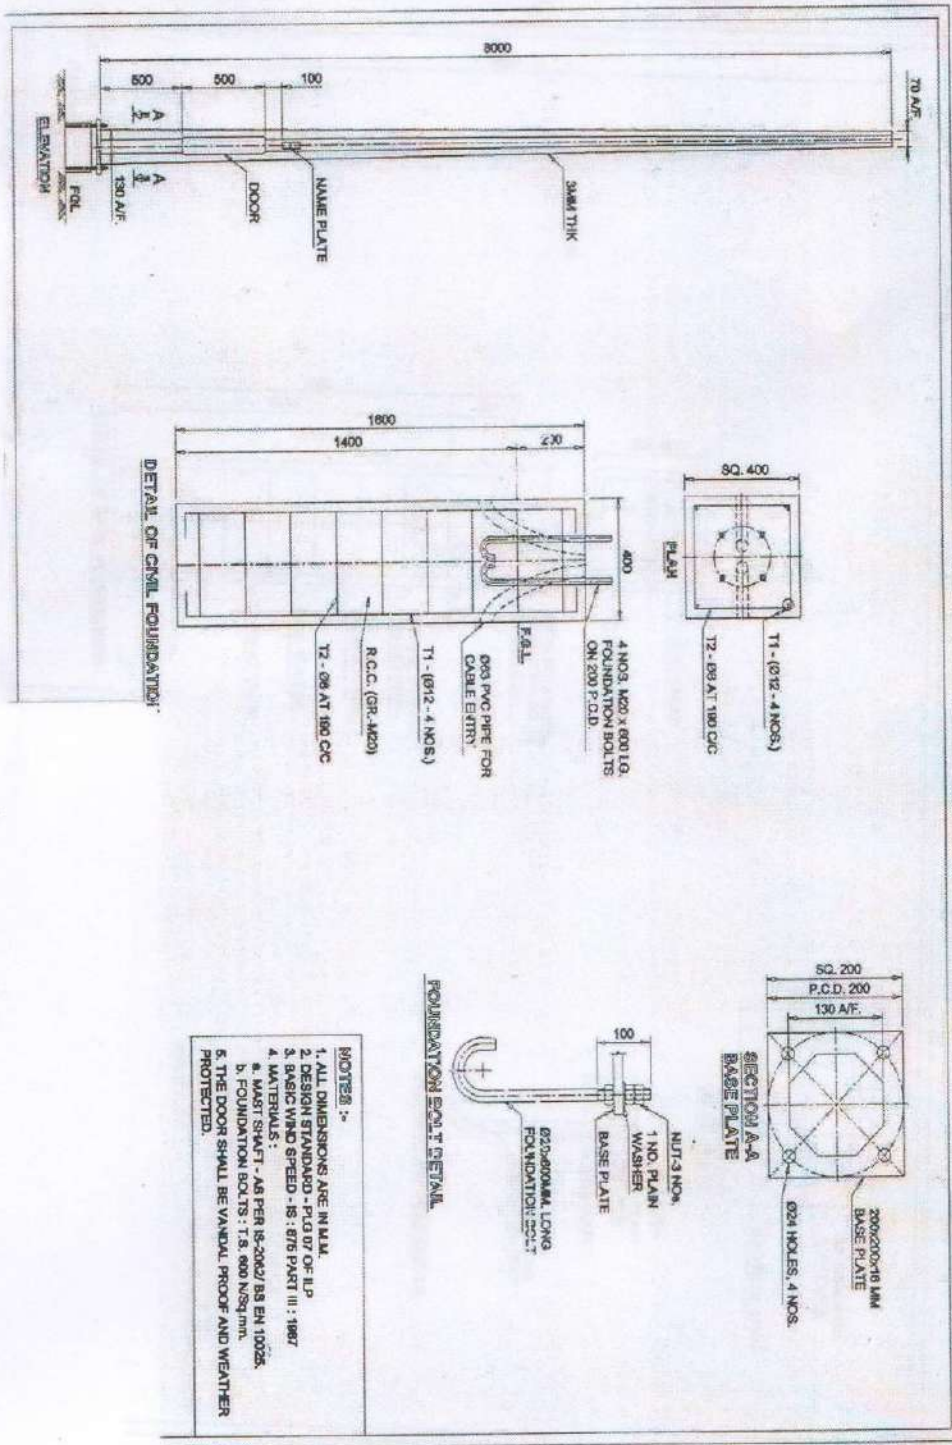 8000
600
500
100
70 A/F.
A
A
130 A/F.
FGL
ELEVATION
DOOR
NAME PLATE
3MM THK
1600
1400
200
400
SQ. 400
PLAN
T1 - (Ø12 - 4 NOS.)
T2 - Ø8 AT 190 C/C
4 NOS. M20 x 600 LG.
FOUNDATION BOLTS
ON 200 P.C.D.
F.G.L.
Ø63 PVC PIPE FOR
CABLE ENTRY
T1 - (Ø12 - 4 NOS.)
R.C.C. (GR.-M20)
T2 - Ø8 AT 190 C/C
DETAIL OF CIVIL FOUNDATION
SQ. 200
P.C.D. 200
130 A/F.
200x200x16 MM
BASE PLATE
Ø24 HOLES, 4 NOS.
SECTION A-A
BASE PLATE
100
NUT-3 NOs.
1 NO. PLAIN
WASHER
BASE PLATE
Ø20x600MM. LONG
FOUNDATION BOLT
FOUNDATION BOLT DETAIL
NOTES :-
1. ALL DIMENSIONS ARE IN M.M.
2. DESIGN STANDARD - PLG 07 OF ILP
3. BASIC WIND SPEED - IS : 875 PART III : 1987
4. MATERIALS :
a. MAST SHAFT - AS PER IS-2062/ BS EN 10025.
b. FOUNDATION BOLTS : T.S. 600 N/Sq.mm.
5. THE DOOR SHALL BE VANDAL PROOF AND WEATHER
PROTECTED.